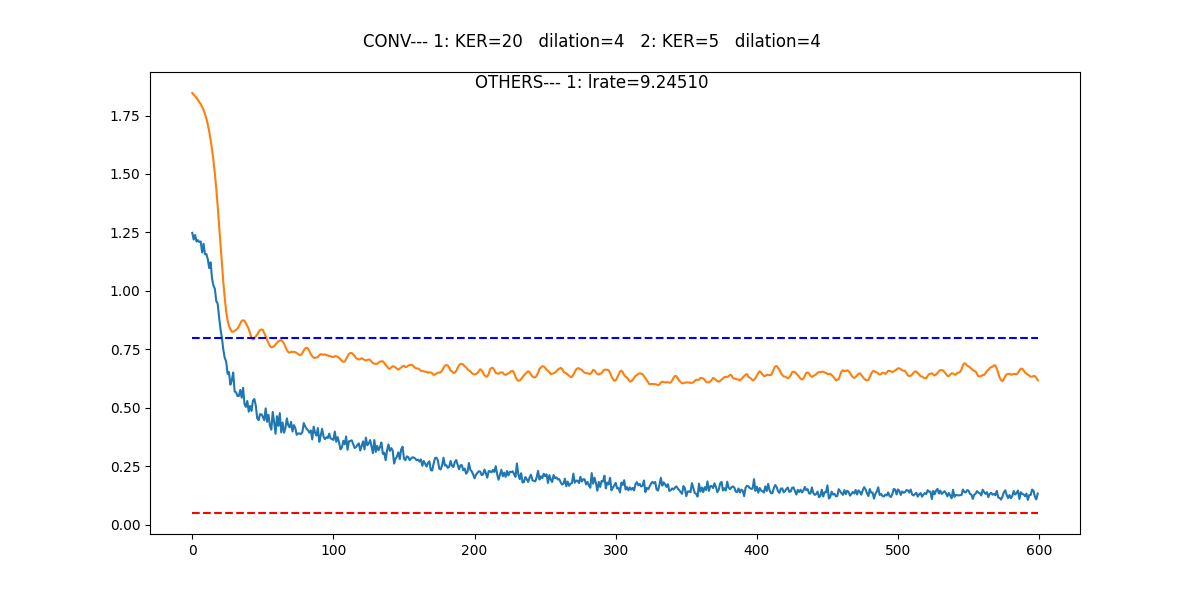 CONV--- 1: KER=20   dilation=4   2: KER=5   dilation=4
OTHERS--- 1: lrate=9.24510
1.75
1.50
1.25
1.00
0.75
0.50
0.25
0.00
0 100 200 300 400 500 600